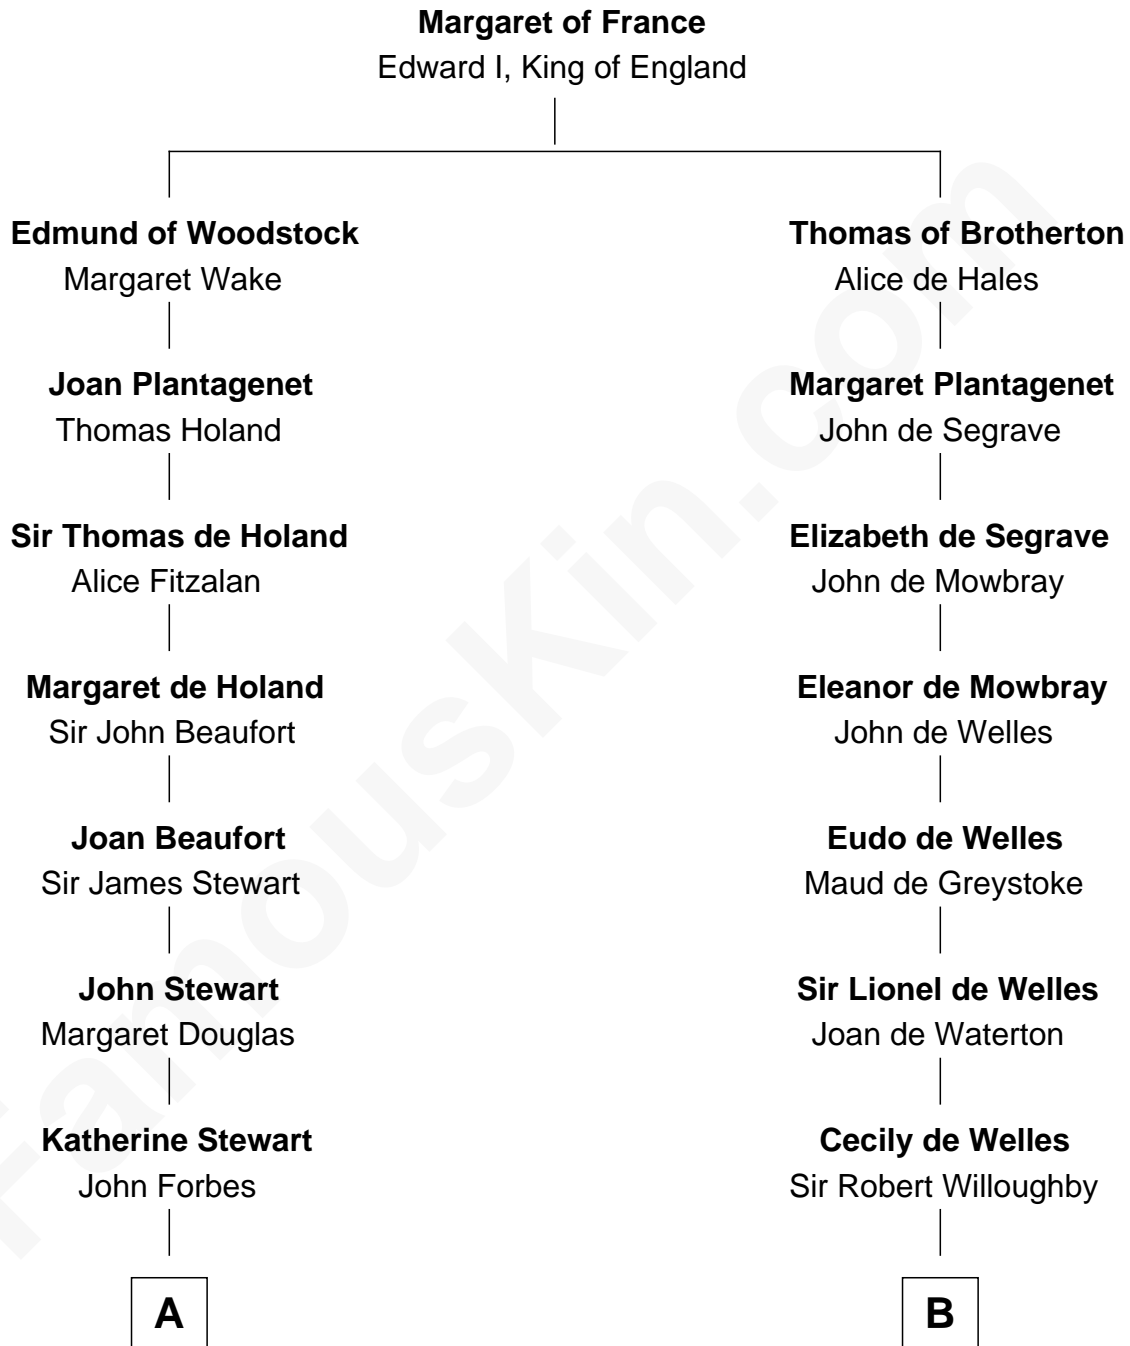 Margaret of France
Edward I, King of England
Edmund of Woodstock
Margaret Wake
Joan Plantagenet
Thomas Holand
Sir Thomas de Holand
Alice Fitzalan
Margaret de Holand
Sir John Beaufort
Joan Beaufort
Sir James Stewart
John Stewart
Margaret Douglas
Katherine Stewart
John Forbes
A
Thomas of Brotherton
Alice de Hales
Margaret Plantagenet
John de Segrave
Elizabeth de Segrave
John de Mowbray
Eleanor de Mowbray
John de Welles
Eudo de Welles
Maud de Greystoke
Sir Lionel de Welles
Joan de Waterton
Cecily de Welles
Sir Robert Willoughby
B
FamousKin.com